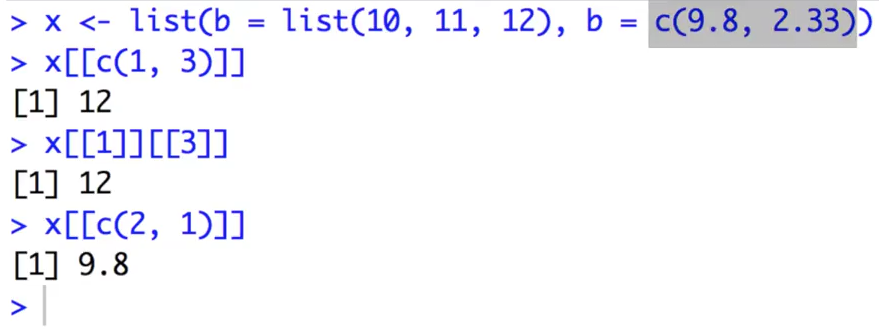 > x <- list(b = list(10, 11, 12), b = c(9.8, 2.33))
> x[[c(1, 3)]]
[1] 12
> x[[1]][[3]]
[1] 12
> x[[c(2, 1)]]
[1] 9.8
>